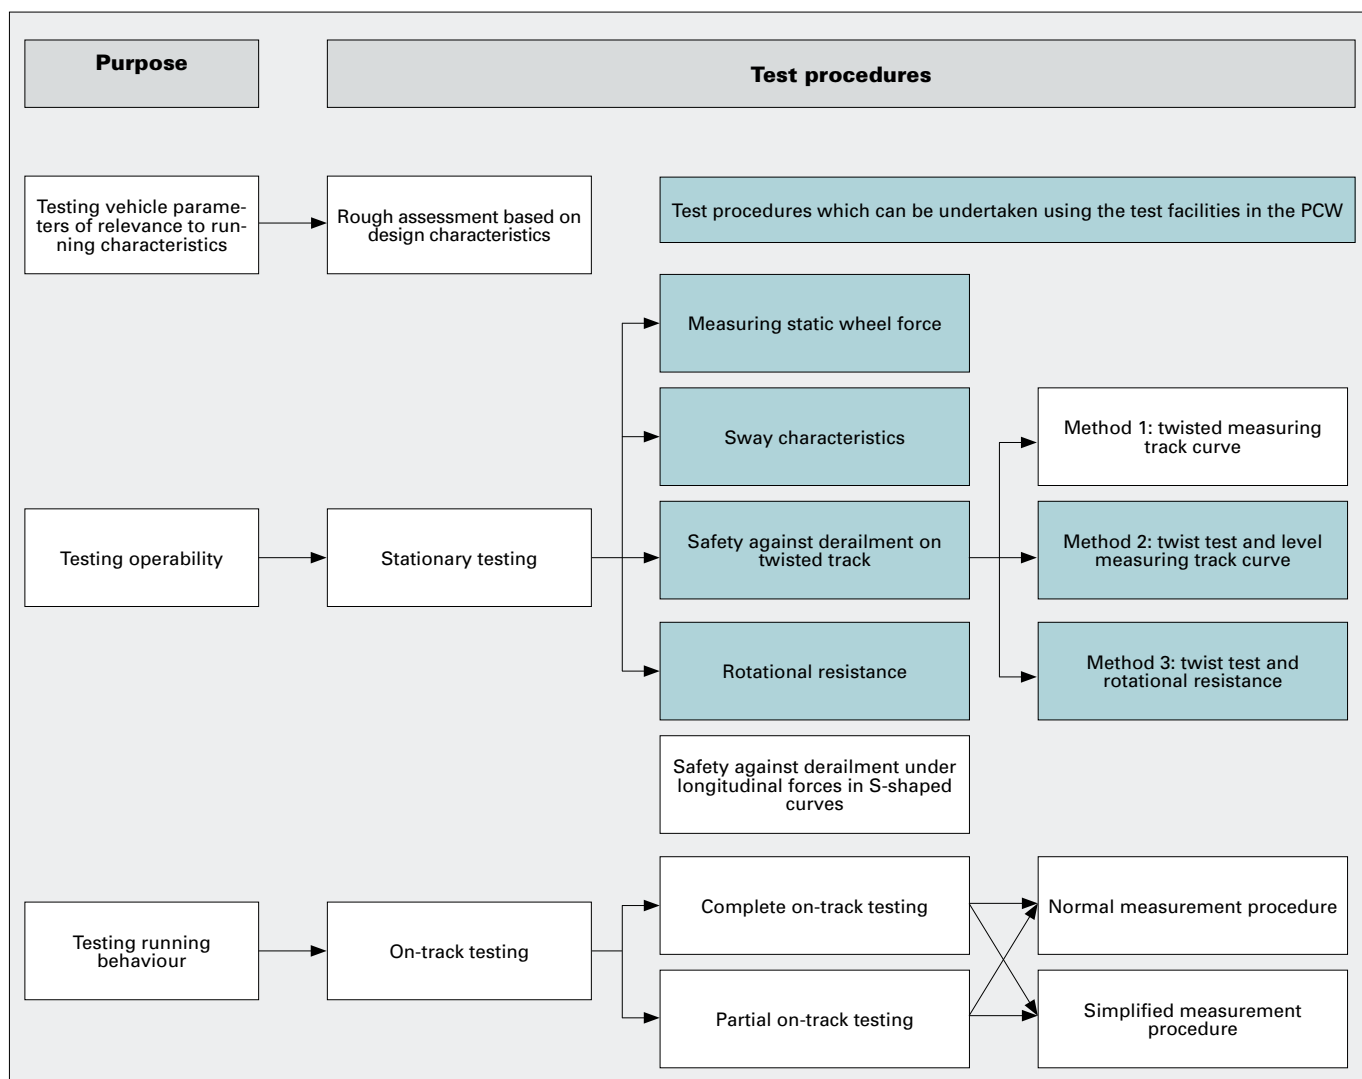 Purpose
Test procedures
Testing vehicle parame-
ters of relevance to run-
ning characteristics
Rough assessment based on
design characteristics
Test procedures which can be undertaken using the test facilities in the PCW
Measuring static wheel force
Sway characteristics
Method 1: twisted measuring
track curve
Testing operability
Stationary testing
Safety against derailment on
twisted track
Method 2: twist test and level
measuring track curve
Rotational resistance
Method 3: twist test and
rotational resistance
Safety against derailment under
longitudinal forces in S-shaped
curves
Testing running
behaviour
On-track testing
Complete on-track testing
Normal measurement procedure
Partial on-track testing
Simplified measurement
procedure